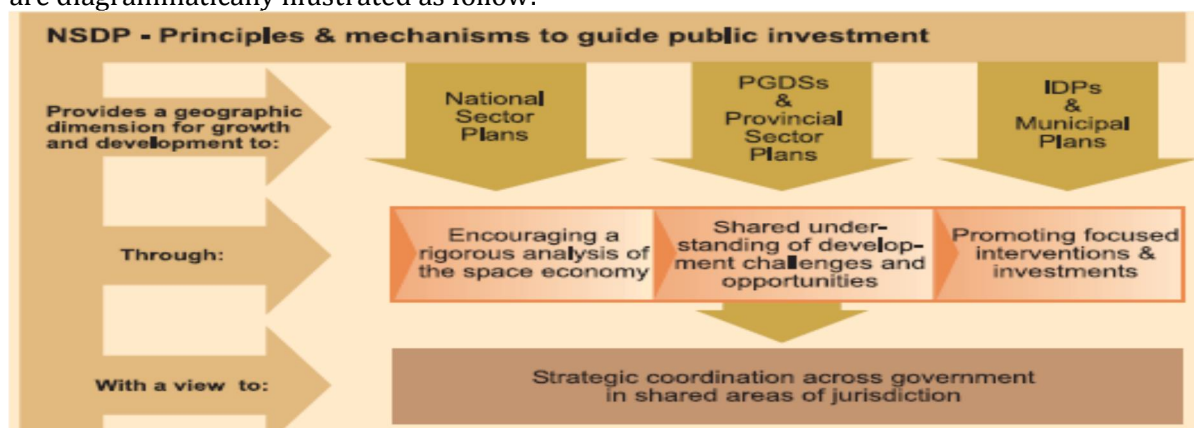 are diagrammatically illustrated as follow:
NSDP - Principles & mechanisms to guide public investment
Provides a geographic
dimension for growth
and development to:
National
Sector
Plans
PGDSs
&
Provincial
Sector
Plans
IDPs
&
Municipal
Plans
Through:
Encouraging a
rigorous analysis of
the space economy
Shared under-
standing of develop-
ment challenges and
opportunities
Promoting focused
interventions &
investments
With a view to:
Strategic coordination across government
in shared areas of jurisdiction